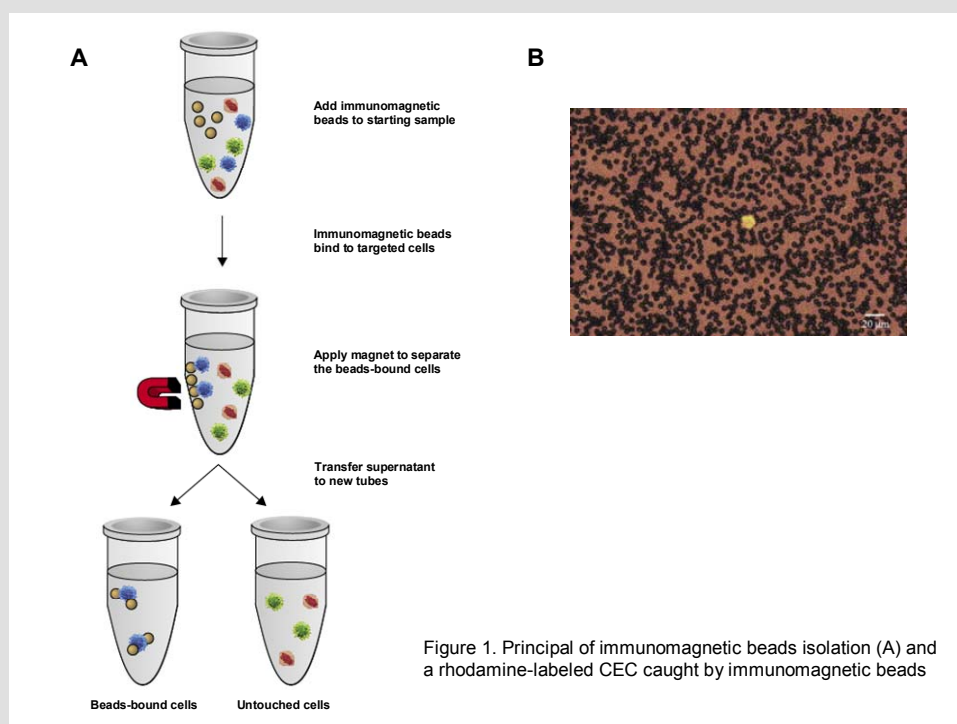 A
B
Add immunomagnetic
beads to starting sample
Immunomagnetic beads
bind to targeted cells
Apply magnet to separate
the beads-bound cells
Transfer supernatant
to new tubes
20 µm
Beads-bound cells
Untouched cells
Figure 1. Principal of immunomagnetic beads isolation (A) and
a rhodamine-labeled CEC caught by immunomagnetic beads